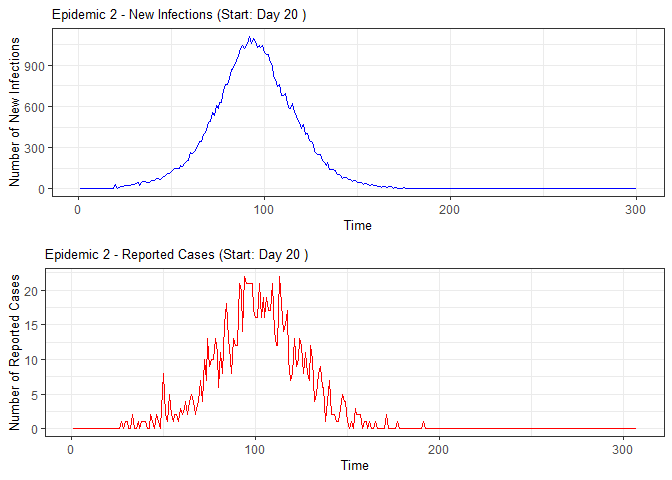 Epidemic 2 - New Infections (Start: Day 20 )
Number of New Infections
900
600
300
0
0 100 200 300
Time
Epidemic 2 - Reported Cases (Start: Day 20 )
Number of Reported Cases
20
15
10
5
0
0 100 200 300
Time